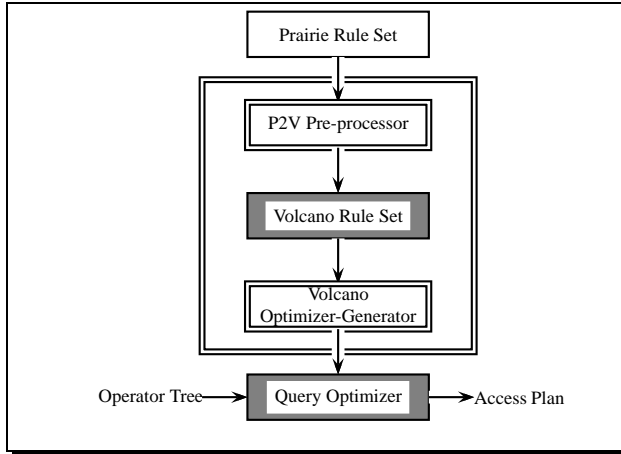 Prairie Rule Set
P2V Pre-processor
Volcano Rule Set
Volcano
Optimizer-Generator
Operator Tree
Query Optimizer
Access Plan